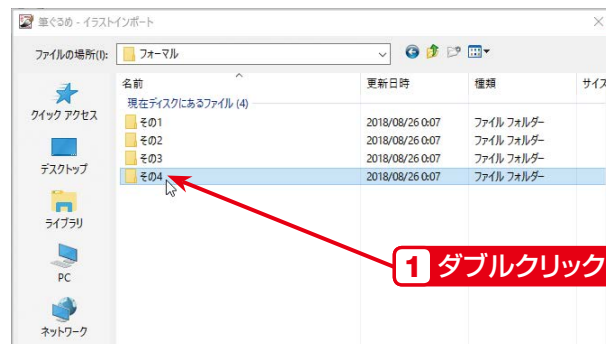 筆ぐるめ - イラストインポート
ファイルの場所(I): フォーマル
名前 更新日時 種類 サイズ
現在ディスクにあるファイル (4)
その1 2018/08/26 0:07 ファイル フォルダー
その2 2018/08/26 0:07 ファイル フォルダー
その3 2018/08/26 0:07 ファイル フォルダー
その4 2018/08/26 0:07 ファイル フォルダー
クイック アクセス
デスクトップ
ライブラリ
PC
ネットワーク
1 ダブルクリック